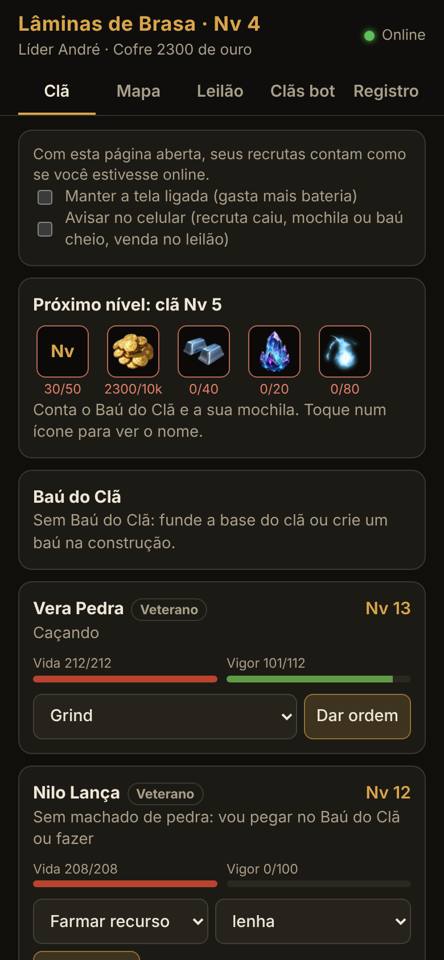 Lâminas de Brasa · Nv 4
Líder André · Cofre 2300 de ouro
Online
Clã
Mapa
Leilão
Clãs bot
Registro
Com esta página aberta, seus recrutas contam como
se você estivesse online.
Manter a tela ligada (gasta mais bateria)
Avisar no celular (recruta caiu, mochila ou baú
cheio, venda no leilão)
Próximo nível: clã Nv 5
Nv
30/50
2300/10k
0/40
0/20
0/80
Conta o Baú do Clã e a sua mochila. Toque num
ícone para ver o nome.
Baú do Clã
Sem Baú do Clã: funde a base do clã ou crie um
baú na construção.
Vera Pedra
Veterano
Nv 13
Caçando
Vida 212/212
Vigor 101/112
Grind
Dar ordem
Nilo Lança
Veterano
Nv 12
Sem machado de pedra: vou pegar no Baú do Clã
ou fazer
Vida 208/208
Vigor 0/100
Farmar recurso
lenha